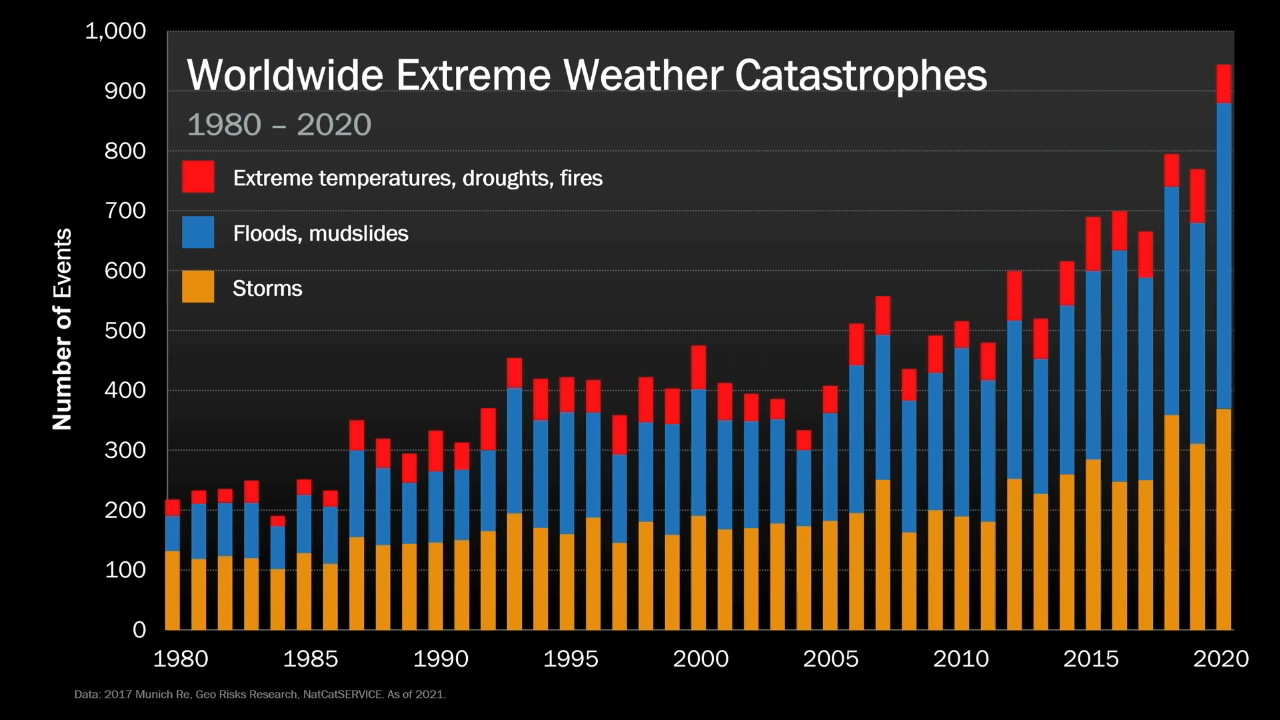 Worldwide Extreme Weather Catastrophes
1980 – 2020
Extreme temperatures, droughts, fires
Floods, mudslides
Storms
Number of Events
1,000
900
800
700
600
500
400
300
200
100
0
1980 1985 1990 1995 2000 2005 2010 2015 2020
Data: 2017 Munich Re, Geo Risks Research, NatCatSERVICE. As of 2021.